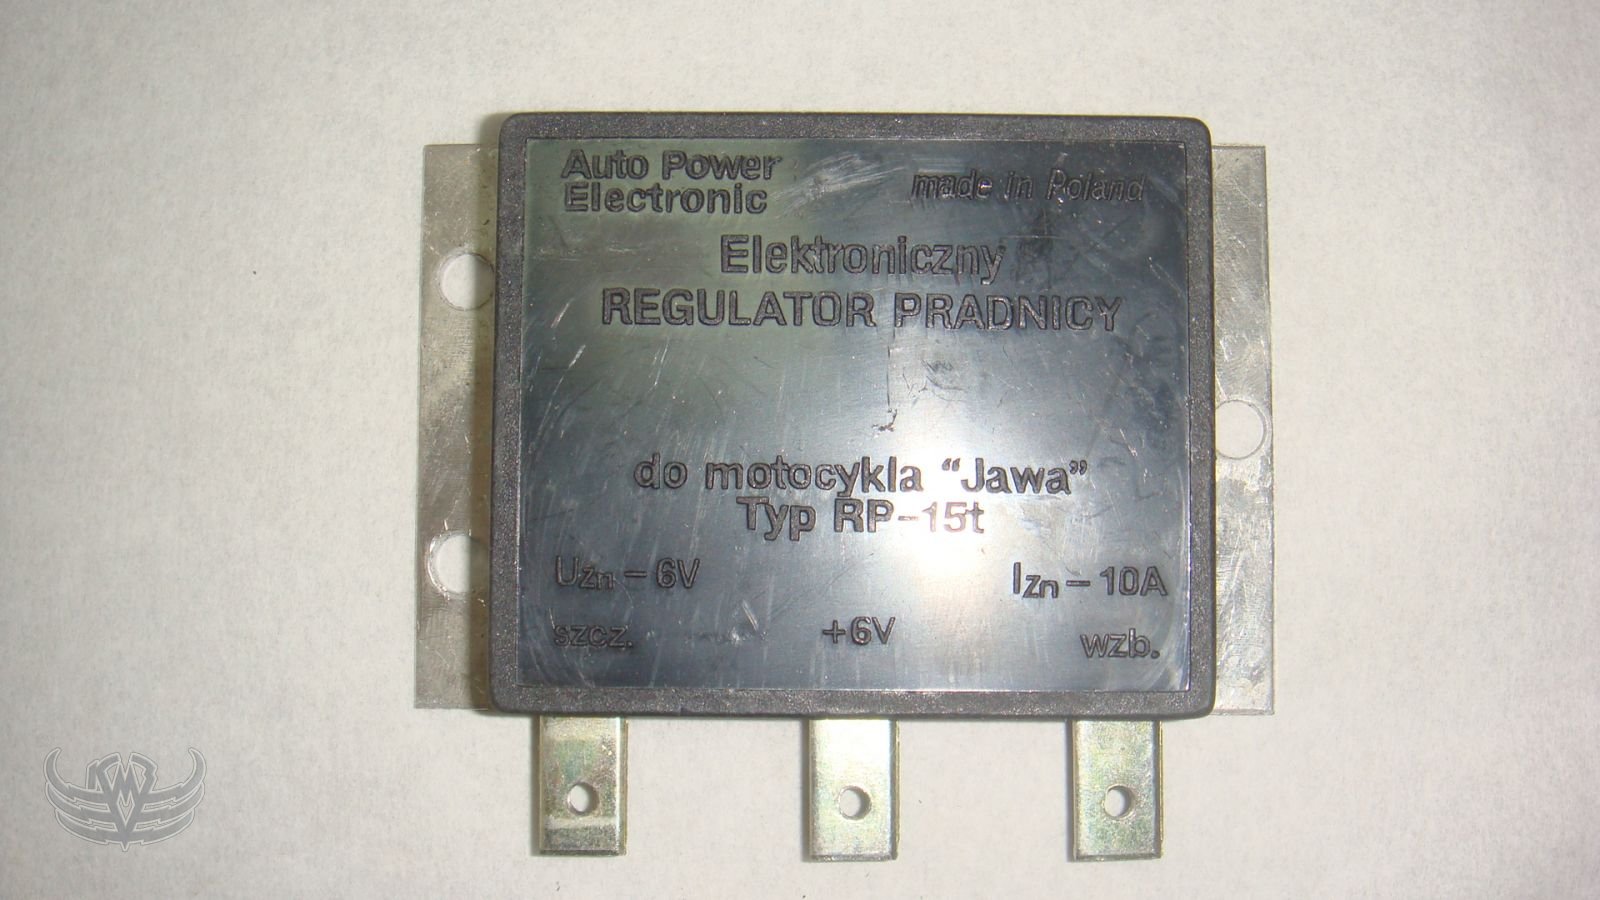 Auto Power
Electronic
made in Poland
Elektroniczny
REGULATOR PRADNICY
do motocykla “Jawa”
Typ RP-15t
Uzn - 6V
Izn - 10A
szcz.
+6V
wzb.
KMR